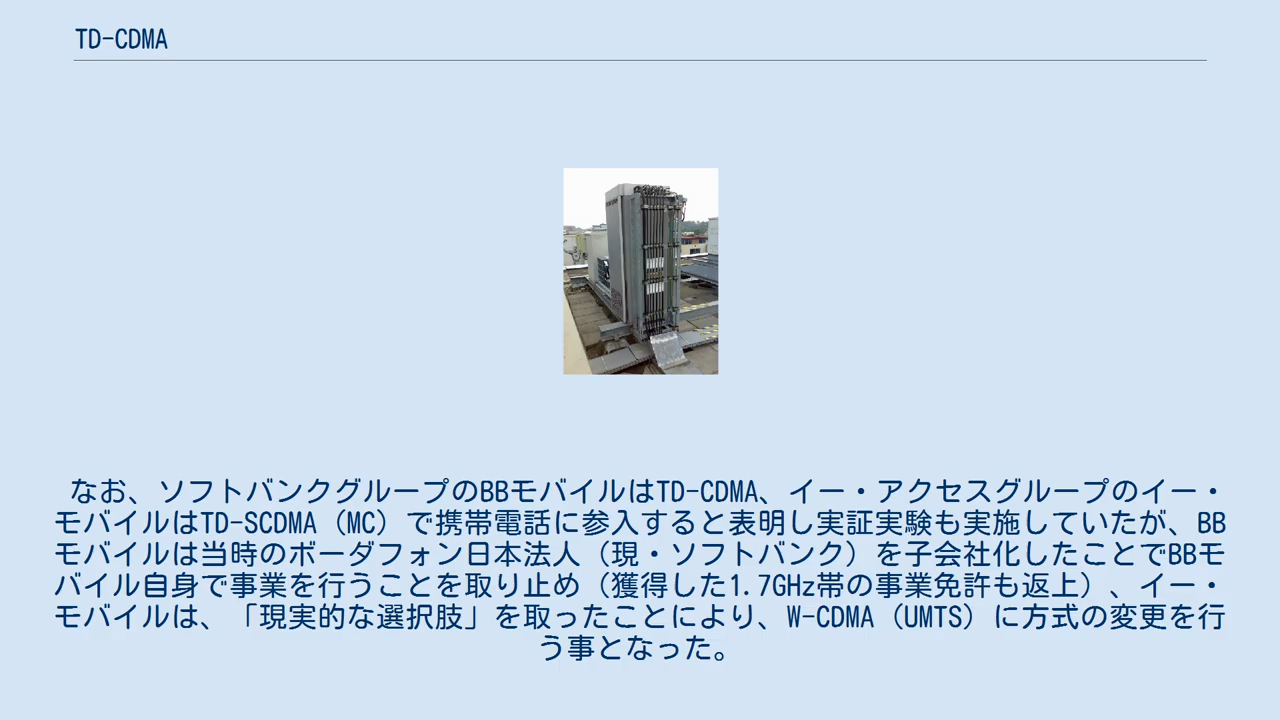 TD-CDMA
なお、ソフトバンクグループのBBモバイルはTD-CDMA、イー・アクセスグループのイー・
モバイルはTD-SCDMA（MC）で携帯電話に参入すると表明し実証実験も実施していたが、BB
モバイルは当時のボーダフォン日本法人（現・ソフトバンク）を子会社化したことでBBモ
バイル自身で事業を行うことを取り止め（獲得した1.7GHz帯の事業免許も返上）、イー・
モバイルは、「現実的な選択肢」を取ったことにより、W-CDMA（UMTS）に方式の変更を行
う事となった。